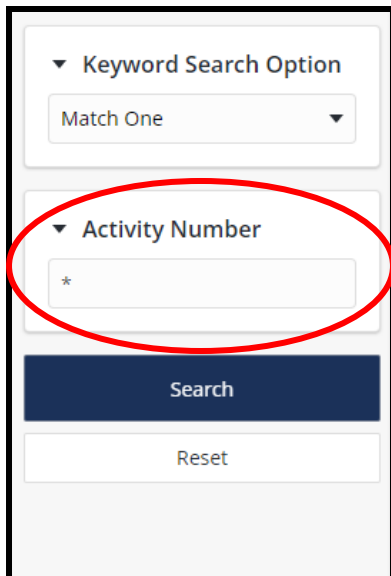 Keyword Search Option
Match One
Activity Number
*
Search
Reset